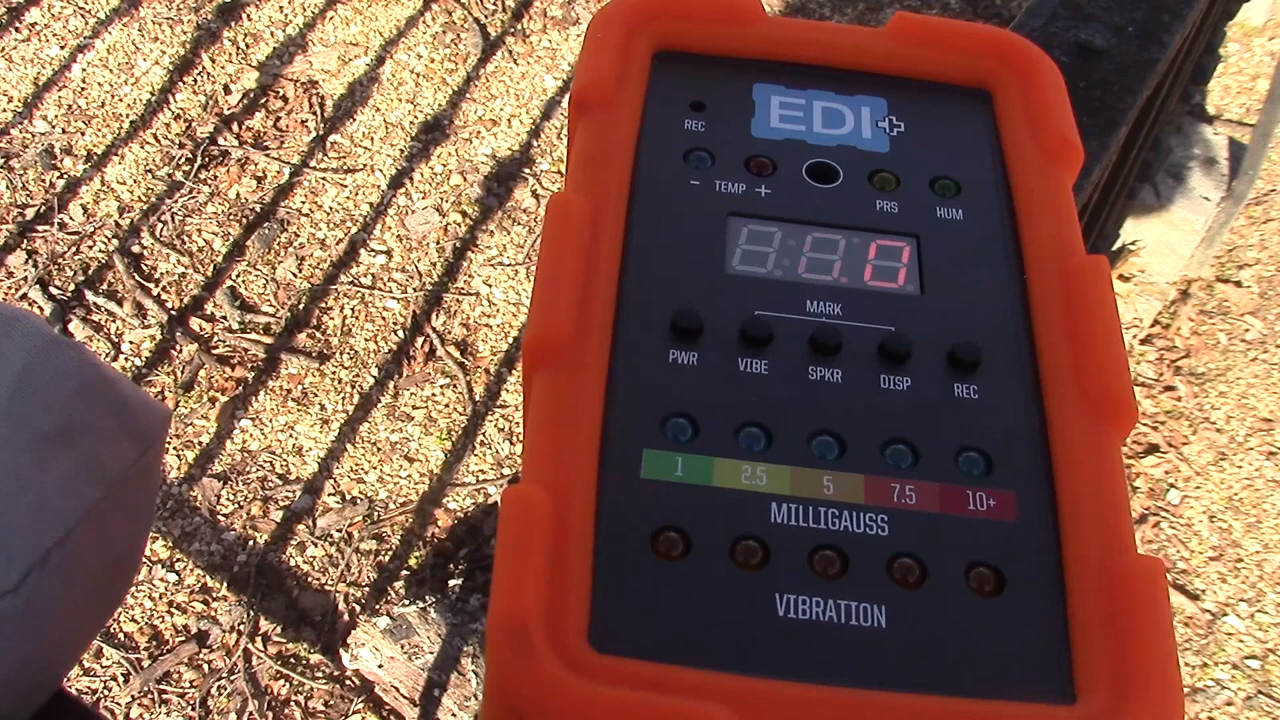 EDI+
REC
- TEMP +
PRS
HUM
.0
MARK
PWR
VIBE
SPKR
DISP
REC
1 2.5 5 7.5 10+
MILLIGAUSS
VIBRATION